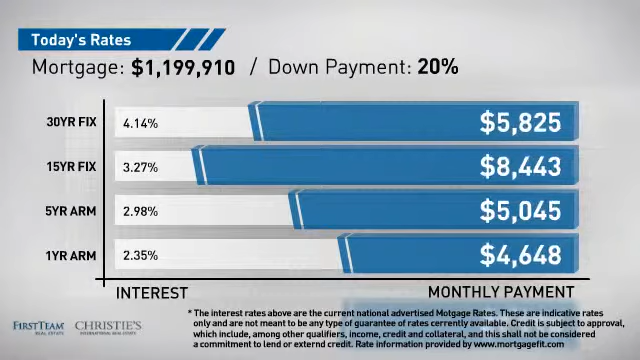 Today's Rates
Mortgage: $1,199,910 / Down Payment: 20%
30YR FIX 4.14% $5,825
15YR FIX 3.27% $8,443
5YR ARM 2.98% $5,045
1YR ARM 2.35% $4,648
INTEREST MONTHLY PAYMENT
* The interest rates above are the current national advertised Motgage Rates. These are indicative rates
only and are not meant to be any type of guarantee of rates cerrently available. Credit is subject to approval,
which include, among other qualifiers, income, credit and collateral, and this shall not be considered
a commitment to lend or externd credit. Rate information provided by www.mortgagefit.com
FIRSTTEAM CHRISTIE'S
REAL ESTATE INTERNATIONAL REAL ESTATE